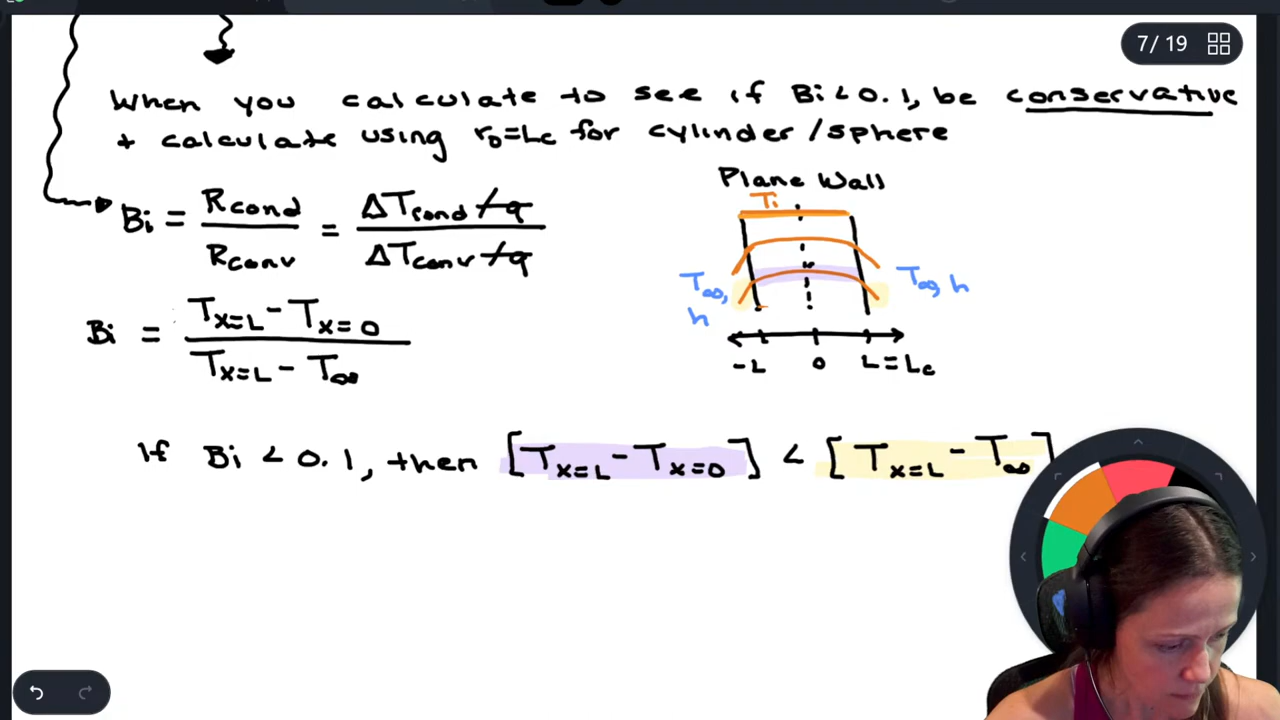 7/19
When you calculate to see if Bi < 0.1, be conservative
+ calculate using r₀=Lc for cylinder/sphere
Plane Wall
Ti
Bi = Rcond / Rconv = ΔTcond/q / ΔTconv/q
T∞, h
T∞, h
Bi = Tx=L - Tx=0 / Tx=L - T∞
-L 0 L = Lc
If Bi < 0.1, then [Tx=L - Tx=0] < [Tx=L - T∞]